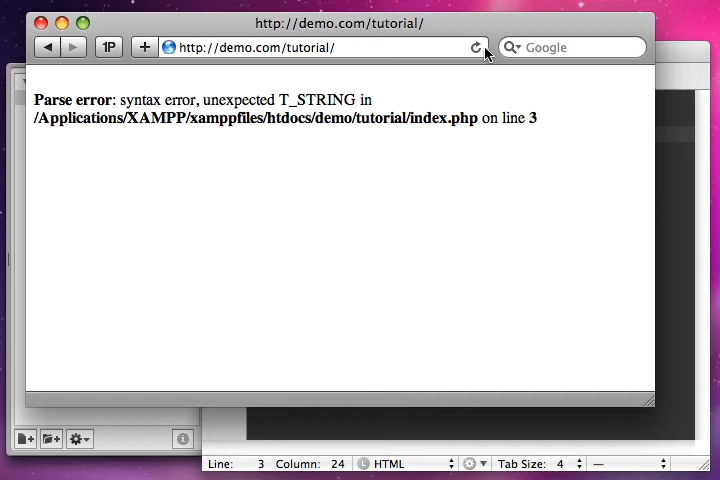 http://demo.com/tutorial/
1P
http://demo.com/tutorial/
Google
Parse error: syntax error, unexpected T_STRING in
/Applications/XAMPP/xamppfiles/htdocs/demo/tutorial/index.php on line 3
Line: 3 Column: 24 L HTML Tab Size: 4 —